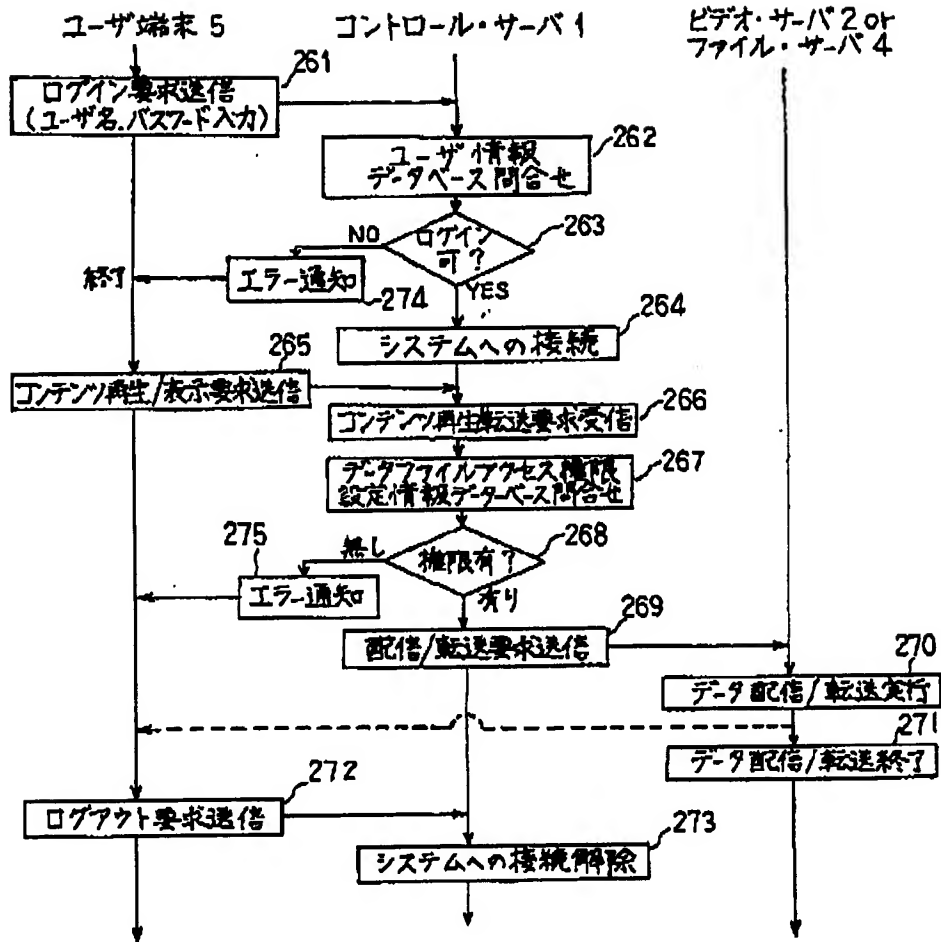 ユーザ端末 5
コントロール・サーバ 1
ビデオ・サーバ 2 or
ファイル・サーバ 4
261
ログイン要求送信
(ユーザ名、パスワード入力)
262
ユーザ情報
データベース問合せ
263
ログイン
可?
NO
YES
エラー通知
274
終了
264
システムへの接続
265
コンテンツ再生/表示要求送信
266
コンテンツ再生転送要求受信
267
データファイルアクセス権限
設定情報データーベース問合せ
268
権限有?
無し
有り
275
エラー通知
269
配信/転送要求送信
270
データ配信/転送実行
271
データ配信/転送終了
272
ログアウト要求送信
273
システムへの接続解除